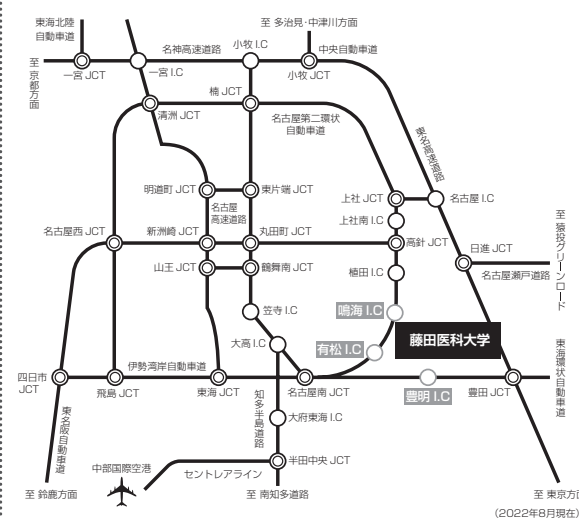 東海北陸
自動車道
至 多治見・中津川方面
名神高速道路
小牧 I.C
中央自動車道
至 京都方面
一宮 JCT
一宮 I.C
小牧 JCT
清洲 JCT
楠 JCT
名古屋第二環状
自動車道
東名高速道路
明道町 JCT
東片端 JCT
上社 JCT
名古屋 I.C
名古屋
高速道路
上社南 I.C
至 猿投グリーンロード
名古屋西 JCT
新洲崎 JCT
丸田町 JCT
高針 JCT
日進 JCT
山王 JCT
鶴舞南 JCT
植田 I.C
名古屋瀬戸道路
笠寺 I.C
鳴海 I.C
大高 I.C
有松 I.C
藤田医科大学
東海環状自動車道
伊勢湾岸自動車道
四日市
JCT
飛島 JCT
東海 JCT
名古屋南 JCT
豊明 I.C
豊田 JCT
東名阪自動車道
知多半島道路
大府東海 I.C
中部国際空港
セントレアライン
半田中央 JCT
至 鈴鹿方面
至 南知多道路
至 東京方面
(2022年8月現在)